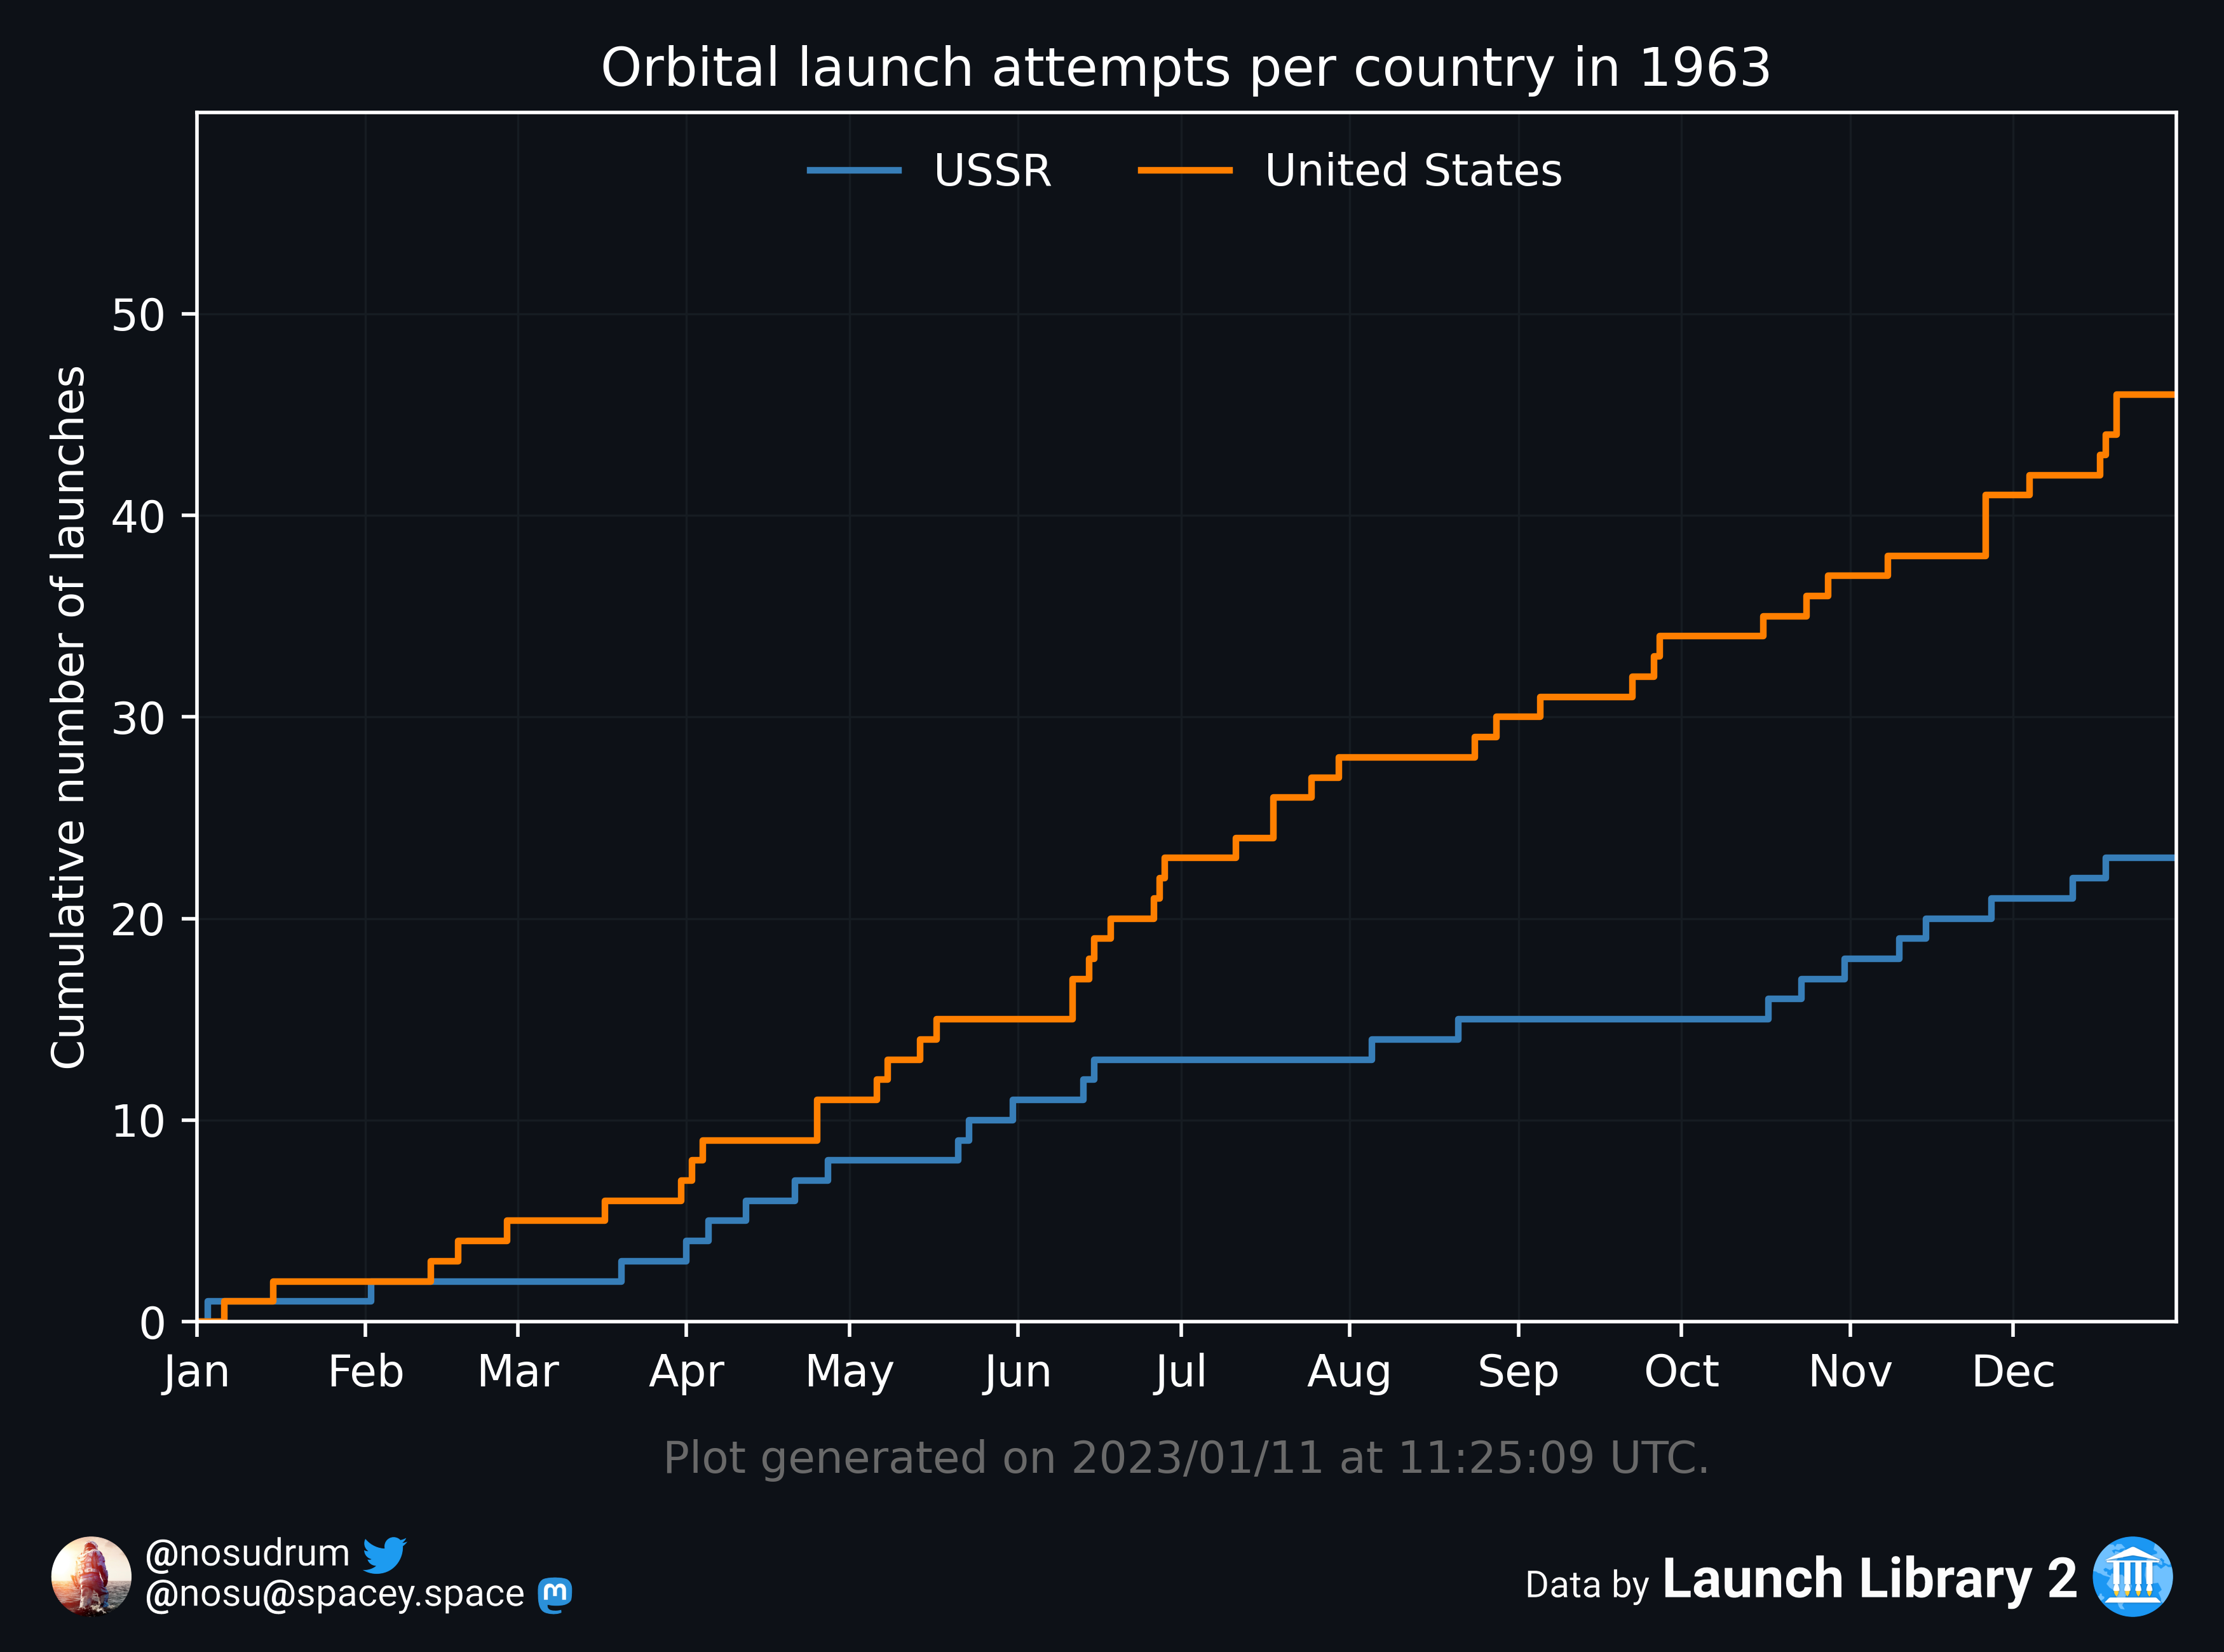 Orbital launch attempts per country in 1963
USSR
United States
Cumulative number of launches
50
40
30
20
10
0
Jan Feb Mar Apr May Jun Jul Aug Sep Oct Nov Dec
Plot generated on 2023/01/11 at 11:25:09 UTC.
@nosudrum
@nosu@spacey.space
Data by Launch Library 2